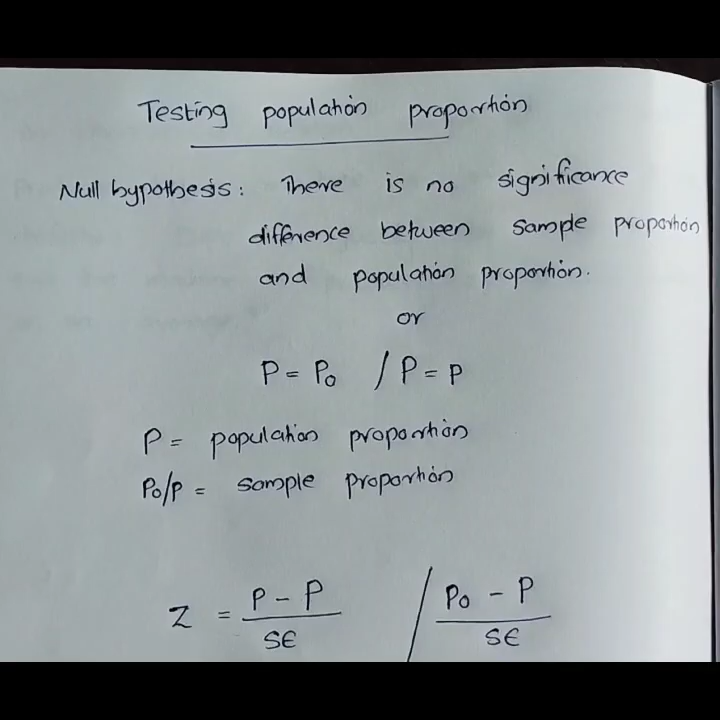 Testing population proportion
Null hypothesis: There is no significance
difference between sample proportion
and population proportion.
or
P = P₀ / P = p
P = population proportion
P₀/p = sample proportion
Z = p - P / SE / P₀ - P / SE